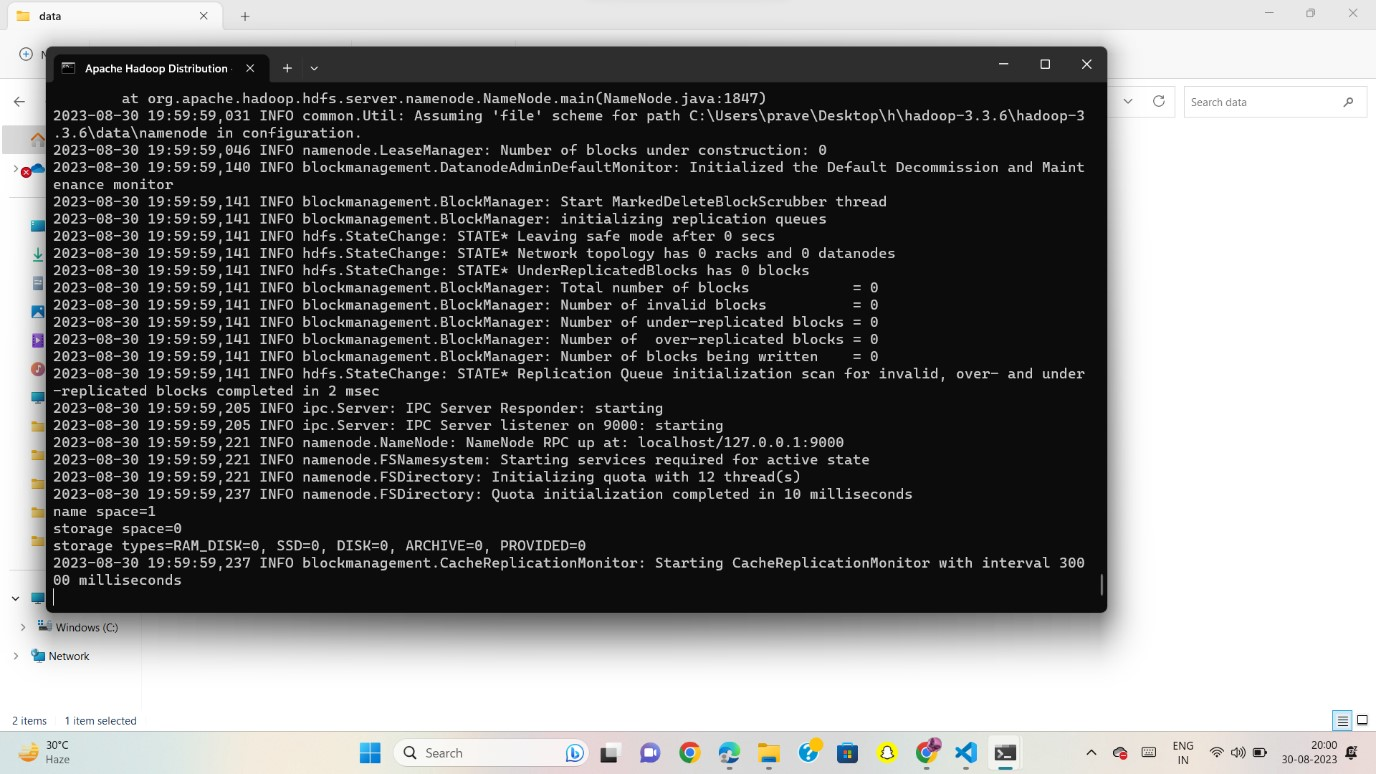 data
N
Apache Hadoop Distribution
Search data
at org.apache.hadoop.hdfs.server.namenode.NameNode.main(NameNode.java:1847)
2023-08-30 19:59:59,031 INFO common.Util: Assuming 'file' scheme for path C:\Users\prave\Desktop\h\hadoop-3.3.6\hadoop-3
.3.6\data\namenode in configuration.
2023-08-30 19:59:59,046 INFO namenode.LeaseManager: Number of blocks under construction: 0
2023-08-30 19:59:59,140 INFO blockmanagement.DatanodeAdminDefaultMonitor: Initialized the Default Decommission and Maint
enance monitor
2023-08-30 19:59:59,141 INFO blockmanagement.BlockManager: Start MarkedDeleteBlockScrubber thread
2023-08-30 19:59:59,141 INFO blockmanagement.BlockManager: initializing replication queues
2023-08-30 19:59:59,141 INFO hdfs.StateChange: STATE* Leaving safe mode after 0 secs
2023-08-30 19:59:59,141 INFO hdfs.StateChange: STATE* Network topology has 0 racks and 0 datanodes
2023-08-30 19:59:59,141 INFO hdfs.StateChange: STATE* UnderReplicatedBlocks has 0 blocks
2023-08-30 19:59:59,141 INFO blockmanagement.BlockManager: Total number of blocks            = 0
2023-08-30 19:59:59,141 INFO blockmanagement.BlockManager: Number of invalid blocks          = 0
2023-08-30 19:59:59,141 INFO blockmanagement.BlockManager: Number of under-replicated blocks = 0
2023-08-30 19:59:59,141 INFO blockmanagement.BlockManager: Number of  over-replicated blocks = 0
2023-08-30 19:59:59,141 INFO blockmanagement.BlockManager: Number of blocks being written    = 0
2023-08-30 19:59:59,141 INFO hdfs.StateChange: STATE* Replication Queue initialization scan for invalid, over- and under
-replicated blocks completed in 2 msec
2023-08-30 19:59:59,205 INFO ipc.Server: IPC Server Responder: starting
2023-08-30 19:59:59,205 INFO ipc.Server: IPC Server listener on 9000: starting
2023-08-30 19:59:59,221 INFO namenode.NameNode: NameNode RPC up at: localhost/127.0.0.1:9000
2023-08-30 19:59:59,221 INFO namenode.FSNamesystem: Starting services required for active state
2023-08-30 19:59:59,221 INFO namenode.FSDirectory: Initializing quota with 12 thread(s)
2023-08-30 19:59:59,237 INFO namenode.FSDirectory: Quota initialization completed in 10 milliseconds
name space=1
storage space=0
storage types=RAM_DISK=0, SSD=0, DISK=0, ARCHIVE=0, PROVIDED=0
2023-08-30 19:59:59,237 INFO blockmanagement.CacheReplicationMonitor: Starting CacheReplicationMonitor with interval 300
00 milliseconds
Windows (C:)
Network
2 items 1 item selected
30°C
Haze
Search
ENG
IN
20:00
30-08-2023